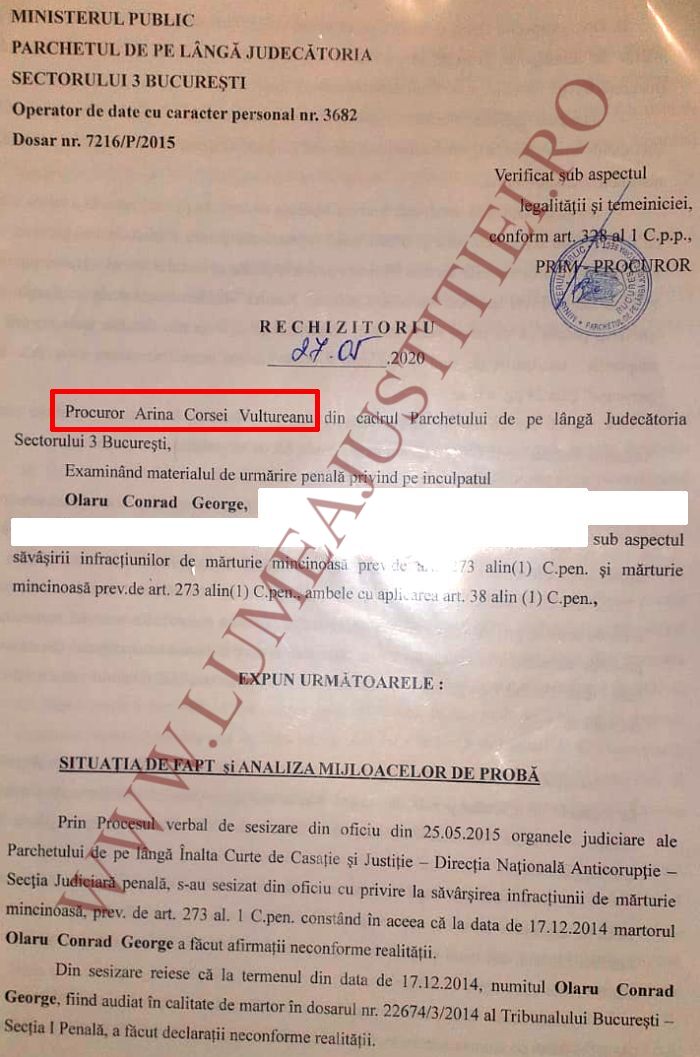 MINISTERUL PUBLIC
PARCHETUL DE PE LÂNGĂ JUDECĂTORIA
SECTORULUI 3 BUCUREŞTI
Operator de date cu caracter personal nr. 3682
Dosar nr. 7216/P/2015
Verificat sub aspectul
legalităţii şi temeiniciei,
conform art. 328 al 1 C.p.p.,
PRIM - PROCUROR
RECHIZITORIU
27.05.2020
Procuror Arina Corsei Vultureanu din cadrul Parchetului de pe lângă Judecătoria
Sectorului 3 Bucureşti,
Examinând materialul de urmărire penală privind pe inculpatul
Olaru Conrad George,
sub aspectul
săvâşirii infracţiunilor de mărturie mincinoasă prev.de 273 alin(1) C.pen. şi mărturie
mincinoasă prev.de art. 273 alin(1) C.pen., ambele cu aplicarea art. 38 alin (1) C.pen.,
EXPUN URMĂTOARELE :
SITUAŢIA DE FAPT şi ANALIZA MIJLOACELOR DE PROBĂ
Prin Procesul verbal de sesizare din oficiu din 25.05.2015 organele judiciare ale
Parchetului de pe lângă Înalta Curte de Casaţie şi Justiţie – Direcţia Naţională Anticorupţie –
Secţia Judiciară penală, s-au sesizat din oficiu cu privire la săvârşirea infracţiunii de mărturie
mincinoasă, prev. de art. 273 al. 1 C.pen. constând în aceea că la data de 17.12.2014 martorul
Olaru Conrad George a făcut afirmaţii neconforme realităţii.
Din sesizare reiese că la termenul din data de 17.12.2014, numitul Olaru Conrad
George, fiind audiat în calitate de martor în dosarul nr. 22674/3/2014 al Tribunalului Bucureşti –
Secţia I Penală, a făcut declaraţii neconforme realităţii.
WWW.LUMEAJUSTITIEI.RO